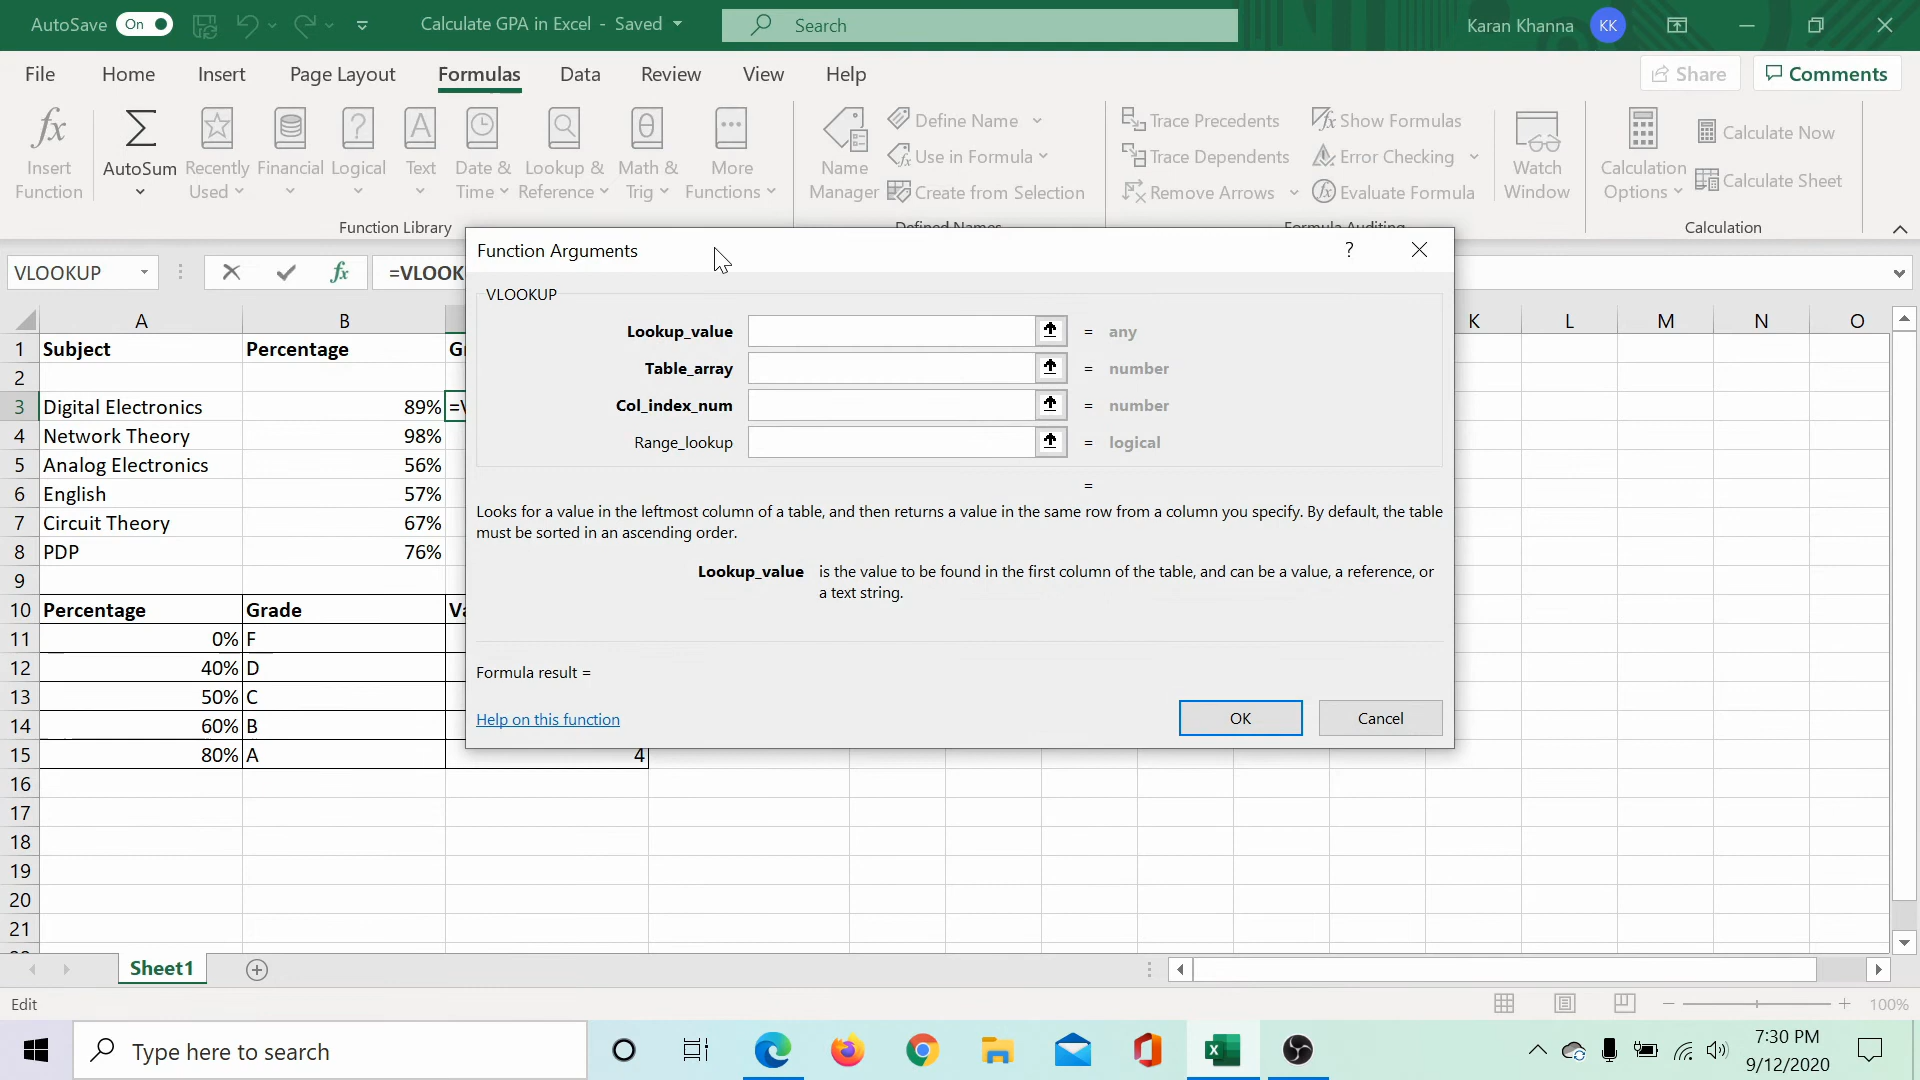 AutoSave On Calculate GPA in Excel - Saved Search Karan Khanna KK
File Home Insert Page Layout Formulas Data Review View Help Share Comments
Insert Function
AutoSum
Recently Used
Financial
Logical
Text
Date & Time
Lookup & Reference
Math & Trig
More Functions
Function Library
Name Manager
Define Name
Use in Formula
Create from Selection
Defined Names
Trace Precedents
Trace Dependents
Remove Arrows
Show Formulas
Error Checking
Evaluate Formula
Formula Auditing
Watch Window
Calculation Options
Calculate Now
Calculate Sheet
Calculation
VLOOKUP fx =VLOOK
Function Arguments ?
VLOOKUP
Lookup_value = any
Table_array = number
Col_index_num = number
Range_lookup = logical
=
Looks for a value in the leftmost column of a table, and then returns a value in the same row from a column you specify. By default, the table
must be sorted in an ascending order.
Lookup_value is the value to be found in the first column of the table, and can be a value, a reference, or
a text string.
Formula result =
Help on this function OK Cancel
A B K L M N O
1 Subject Percentage G
2
3 Digital Electronics 89% =V
4 Network Theory 98%
5 Analog Electronics 56%
6 English 57%
7 Circuit Theory 67%
8 PDP 76%
9
10 Percentage Grade Va
11 0% F
12 40% D
13 50% C
14 60% B
15 80% A 4
16
17
18
19
20
21
Sheet1
Edit 100%
Type here to search 7:30 PM
9/12/2020